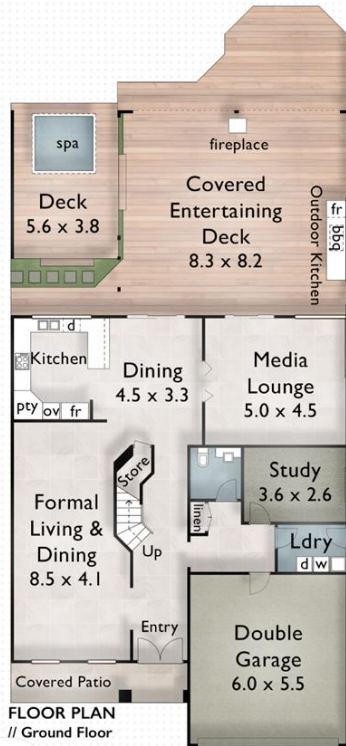 spa
fireplace
Deck
5.6 x 3.8
Covered
Entertaining
Deck
8.3 x 8.2
Outdoor Kitchen
fr
bbq
d
Kitchen
Dining
4.5 x 3.3
Media
Lounge
5.0 x 4.5
pty
ov
fr
Store
Study
3.6 x 2.6
Formal
Living &
Dining
8.5 x 4.1
linen
Up
Ldry
d w
Entry
Double
Garage
6.0 x 5.5
Covered Patio
FLOOR PLAN
// Ground Floor